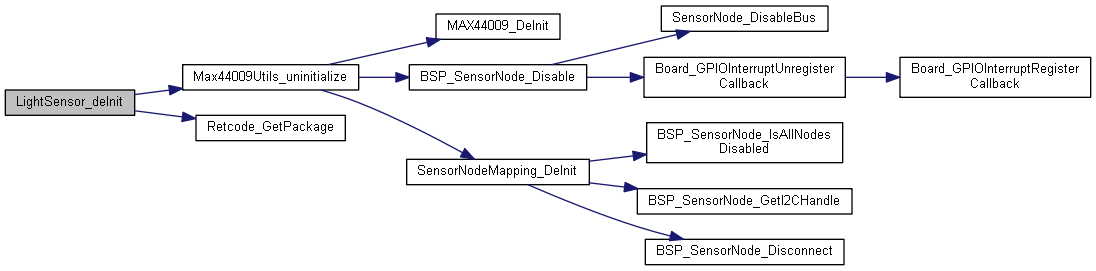 LightSensor_deInit
Max44009Utils_uninitialize
Retcode_GetPackage
MAX44009_DeInit
BSP_SensorNode_Disable
SensorNodeMapping_DeInit
SensorNode_DisableBus
Board_GPIOInterruptUnregister
Callback
BSP_SensorNode_IsAllNodes
Disabled
BSP_SensorNode_GetI2CHandle
BSP_SensorNode_Disconnect
Board_GPIOInterruptRegister
Callback